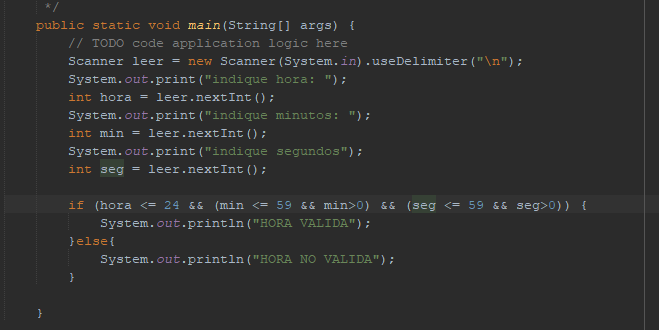 */
public static void main(String[] args) {
// TODO code application logic here
Scanner leer = new Scanner(System.in).useDelimiter("\n");
System.out.print("indique hora: ");
int hora = leer.nextInt();
System.out.print("indique minutos: ");
int min = leer.nextInt();
System.out.print("indique segundos");
int seg = leer.nextInt();
if (hora <= 24 && (min <= 59 && min>0) && (seg <= 59 && seg>0)) {
System.out.println("HORA VALIDA");
}else{
System.out.println("HORA NO VALIDA");
}
}